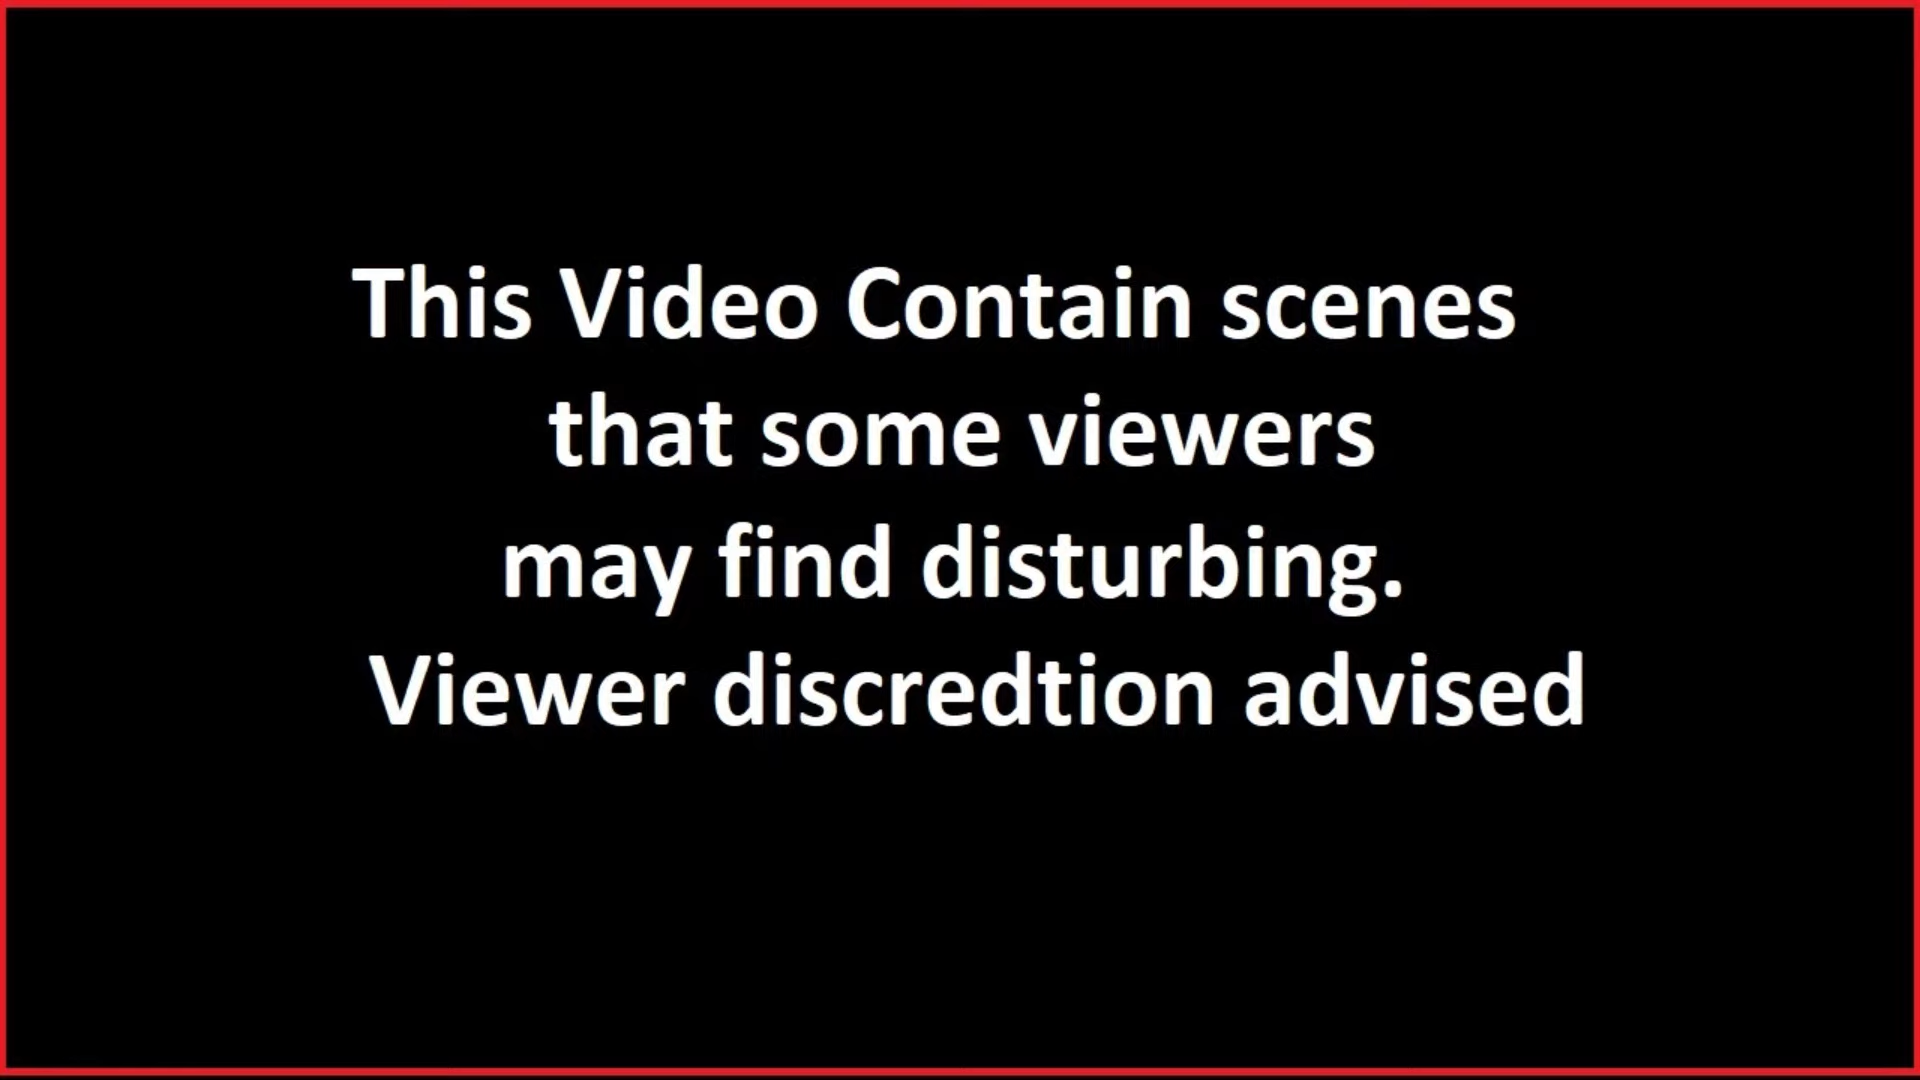 This Video Contain scenes
that some viewers
may find disturbing.
Viewer discredtion advised